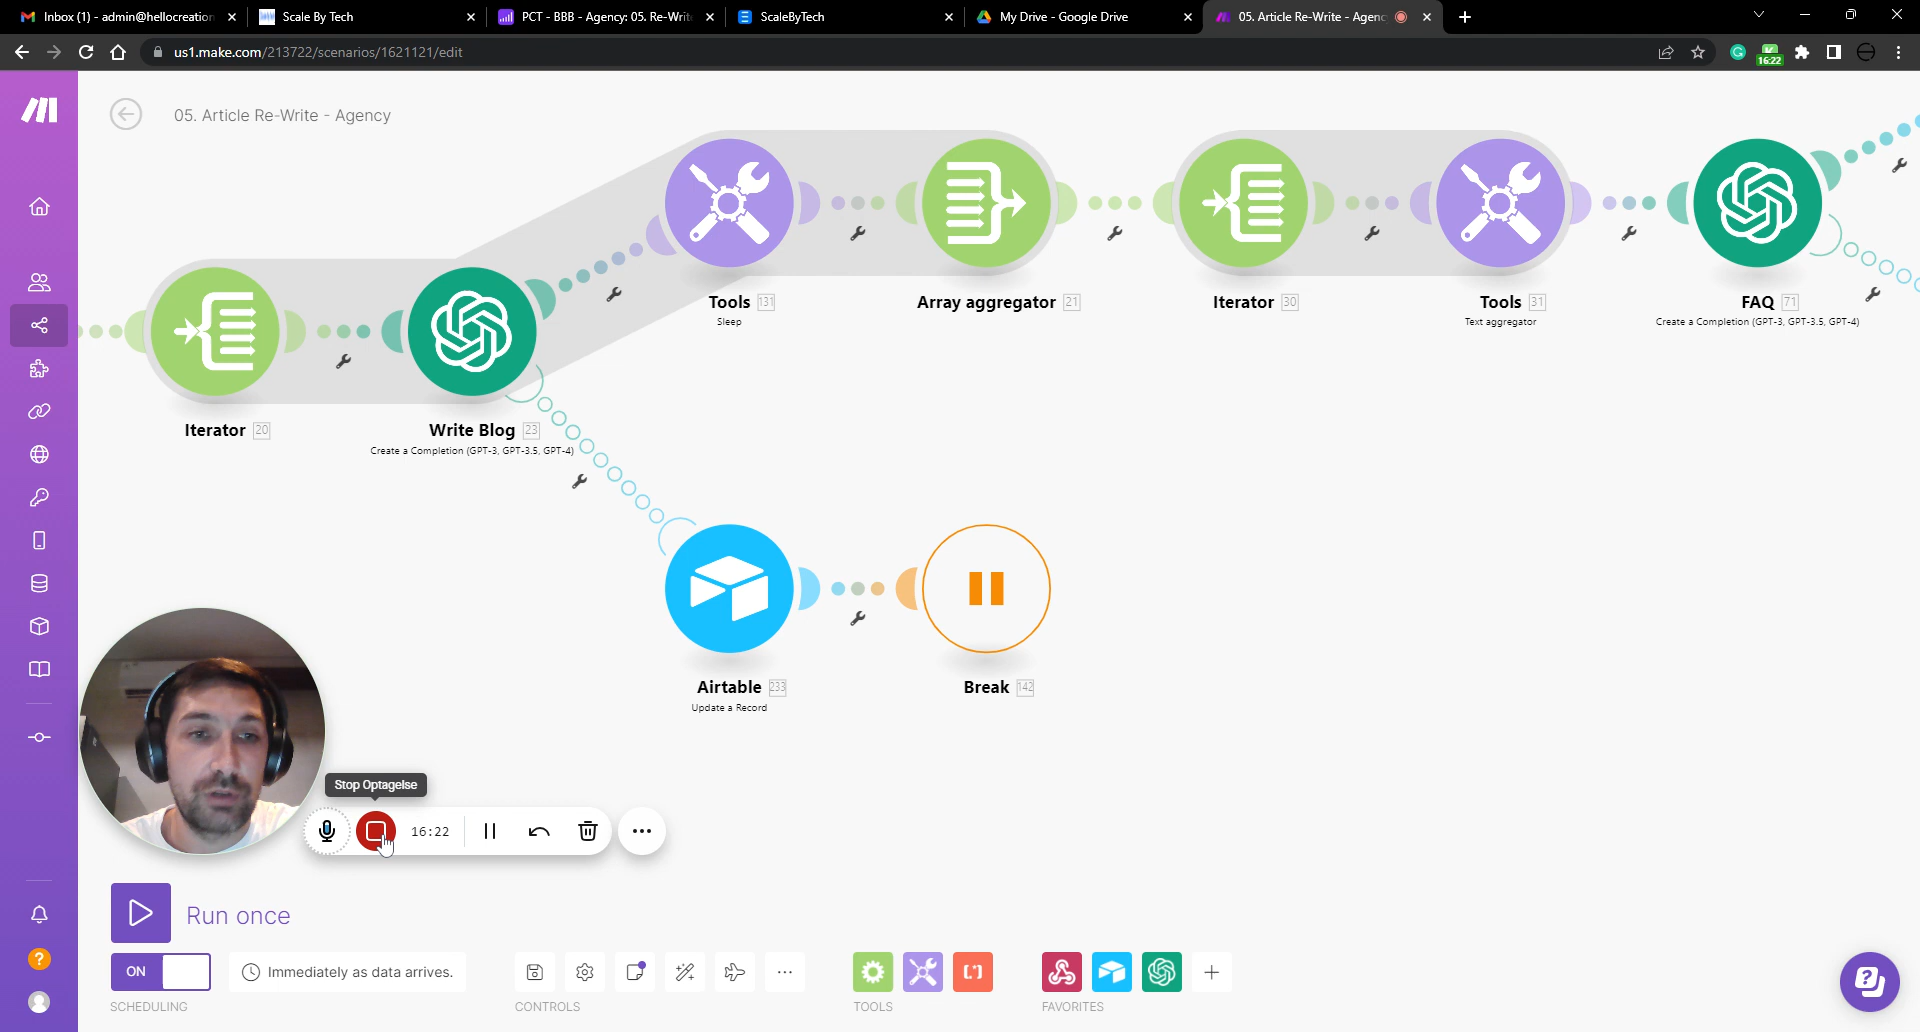 Inbox (1) - admin@hellocreation
Scale By Tech
PCT - BBB - Agency: 05. Re-Writ
ScaleByTech
My Drive - Google Drive
05. Article Re-Write - Agenc
us1.make.com/213722/scenarios/1621121/edit
16:22
05. Article Re-Write - Agency
Tools 131
Sleep
Array aggregator 21
Iterator 30
Tools 31
Text aggregator
FAQ 71
Create a Completion (GPT-3, GPT-3.5, GPT-4)
Iterator 20
Write Blog 23
Create a Completion (GPT-3, GPT-3.5, GPT-4)
Airtable 233
Update a Record
Break 142
Stop Optagelse
16:22
Run once
ON
Immediately as data arrives.
SCHEDULING
CONTROLS
TOOLS
FAVORITES